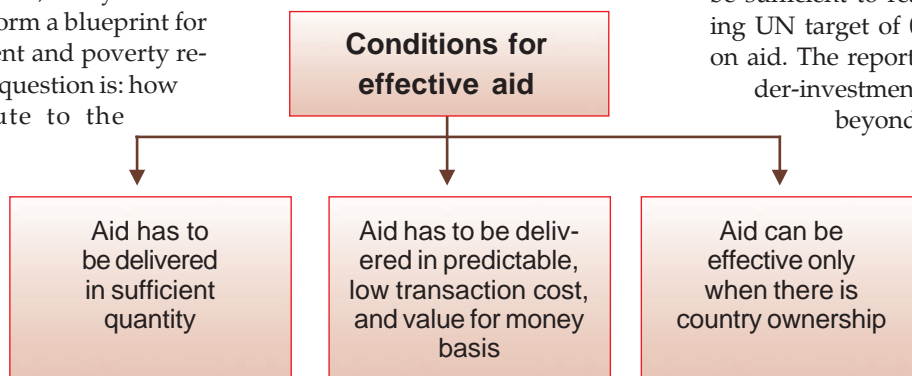 form a blueprint for
ent and poverty re-
question is: how
ute to the
Conditions for
effective aid
ing UN target of
on aid. The report
der-investmen
beyond
Aid has to
be delivered
in sufficient
quantity
Aid has to be deliv-
ered in predictable,
low transaction cost,
and value for money
basis
Aid can be
effective only
when there is
country ownership